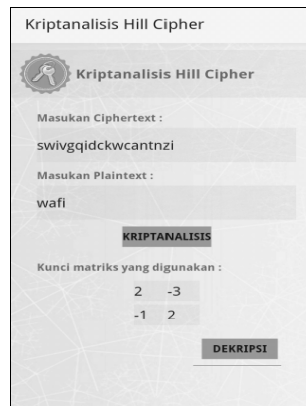 Kriptanalisis Hill Cipher
Kriptanalisis Hill Cipher
Masukan Ciphertext :
swivgqidckwcantnzi
Masukan Plaintext :
wafi
KRIPTANALISIS
Kunci matriks yang digunakan :
2 -3
-1 2
DEKRIPSI